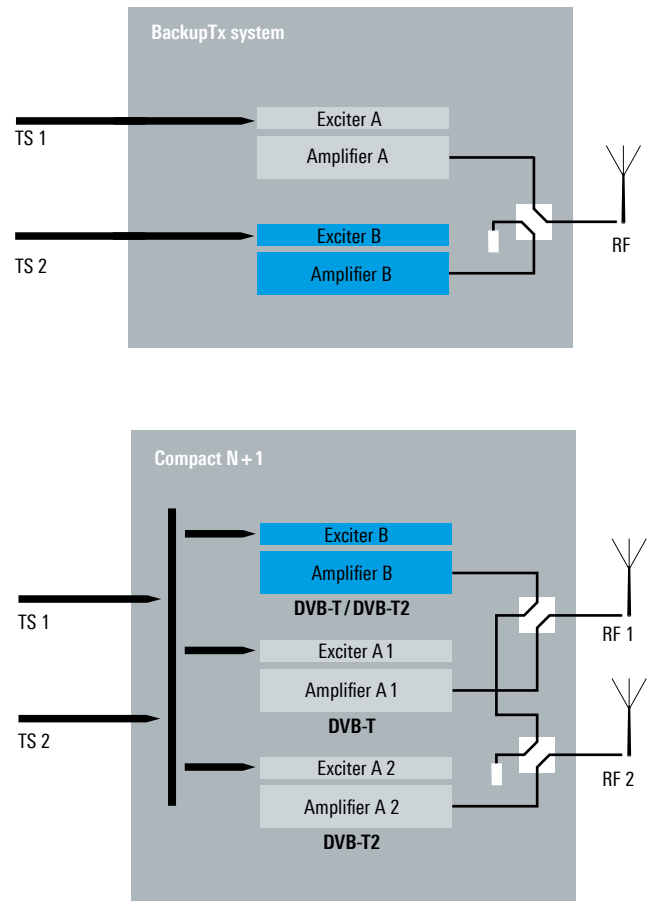 BackupTx system
TS 1
Exciter A
Amplifier A
TS 2
Exciter B
Amplifier B
RF
Compact N + 1
Exciter B
Amplifier B
DVB-T / DVB-T2
TS 1
RF 1
Exciter A 1
Amplifier A 1
DVB-T
TS 2
RF 2
Exciter A 2
Amplifier A 2
DVB-T2